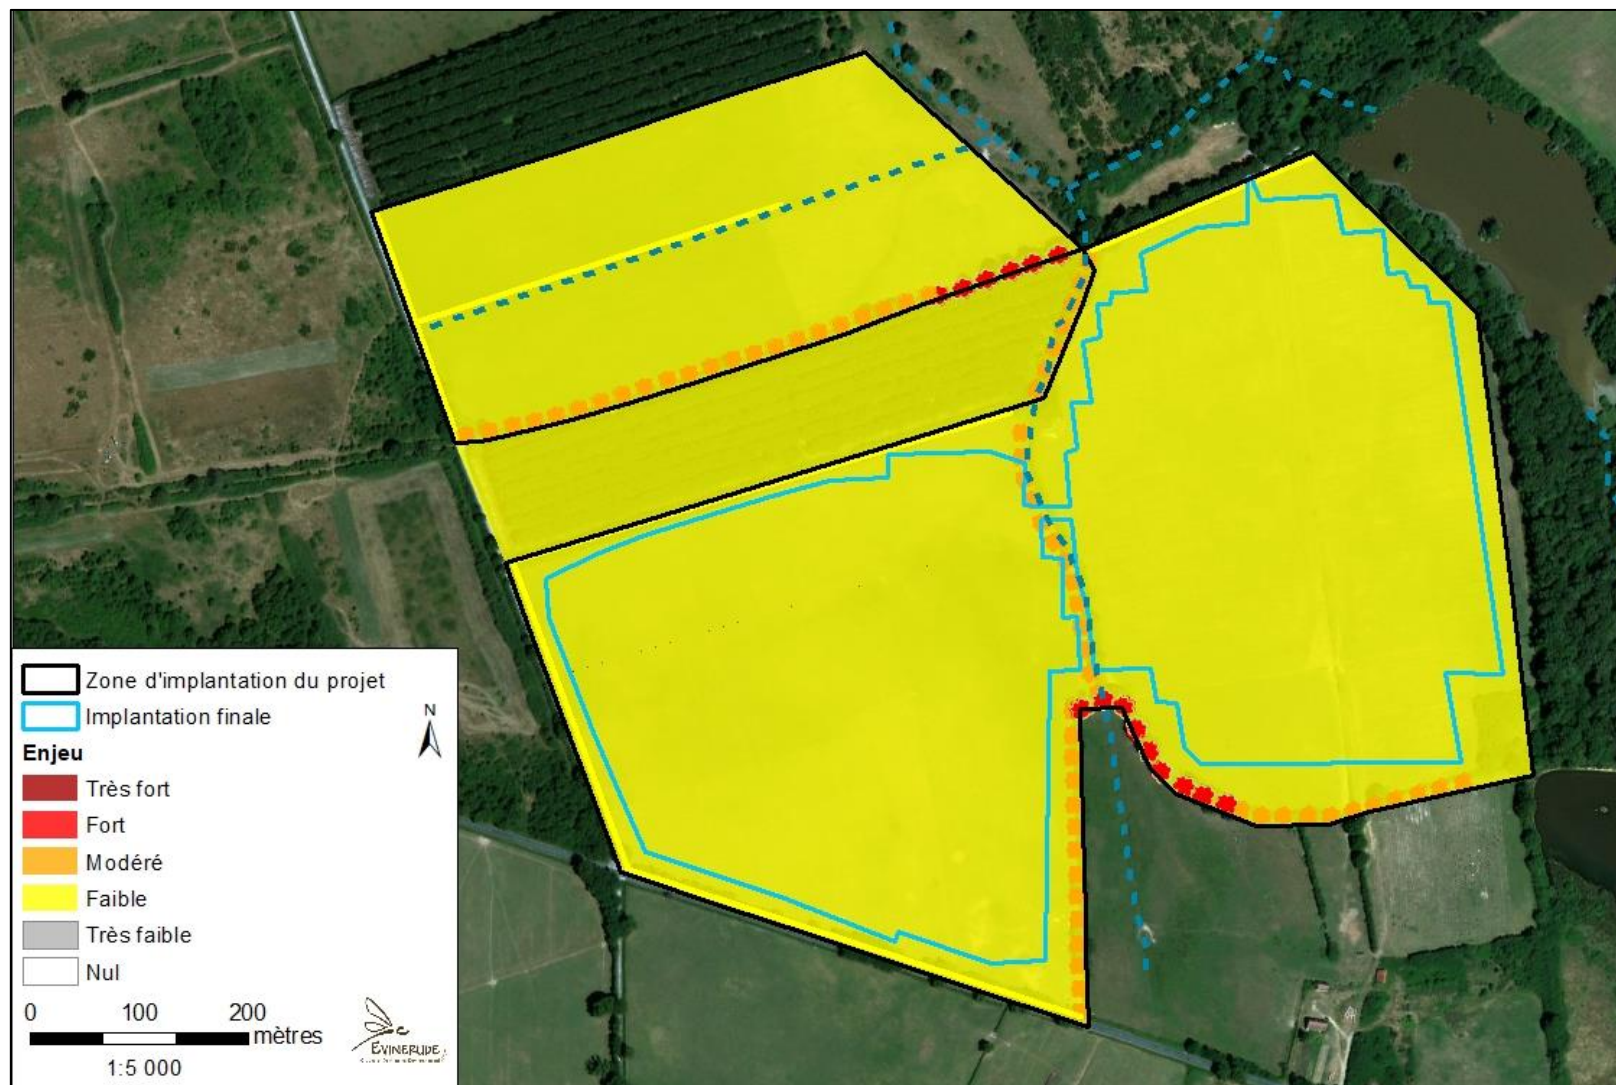 Zone d'implantation du projet
Implantation finale
N
Enjeu
Très fort
Fort
Modéré
Faible
Très faible
Nul
0 100 200
mètres
1:5 000
EVINERUDE